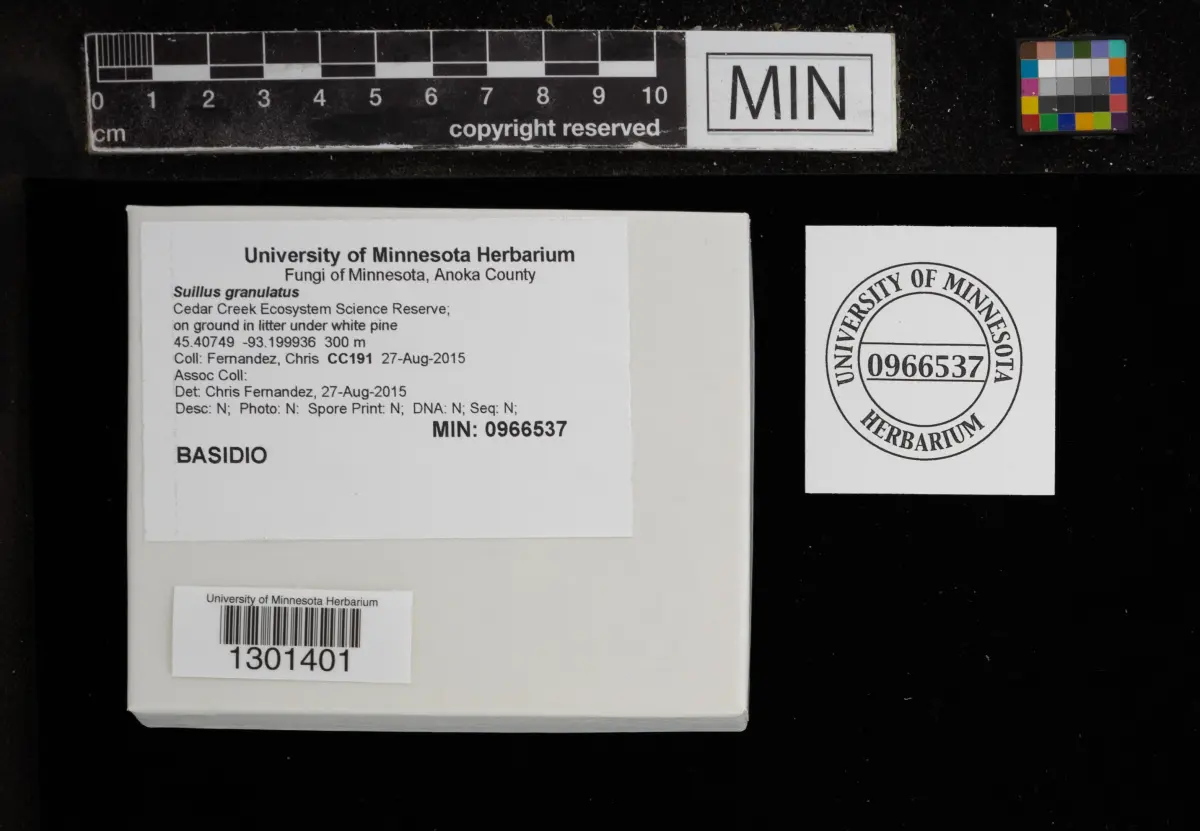 0 1 2 3 4 5 6 7 8 9 10
cm
copyright reserved
MIN
University of Minnesota Herbarium
Fungi of Minnesota, Anoka County
Suillus granulatus
Cedar Creek Ecosystem Science Reserve;
on ground in litter under white pine
45.40749 -93.199936 300 m
Coll: Fernandez, Chris CC191 27-Aug-2015
Assoc Coll:
Det: Chris Fernandez, 27-Aug-2015
Desc: N; Photo: N: Spore Print: N; DNA: N; Seq: N;
MIN: 0966537
BASIDIO
University of Minnesota Herbarium
1301401
UNIVERSITY OF MINNESOTA
0966537
HERBARIUM